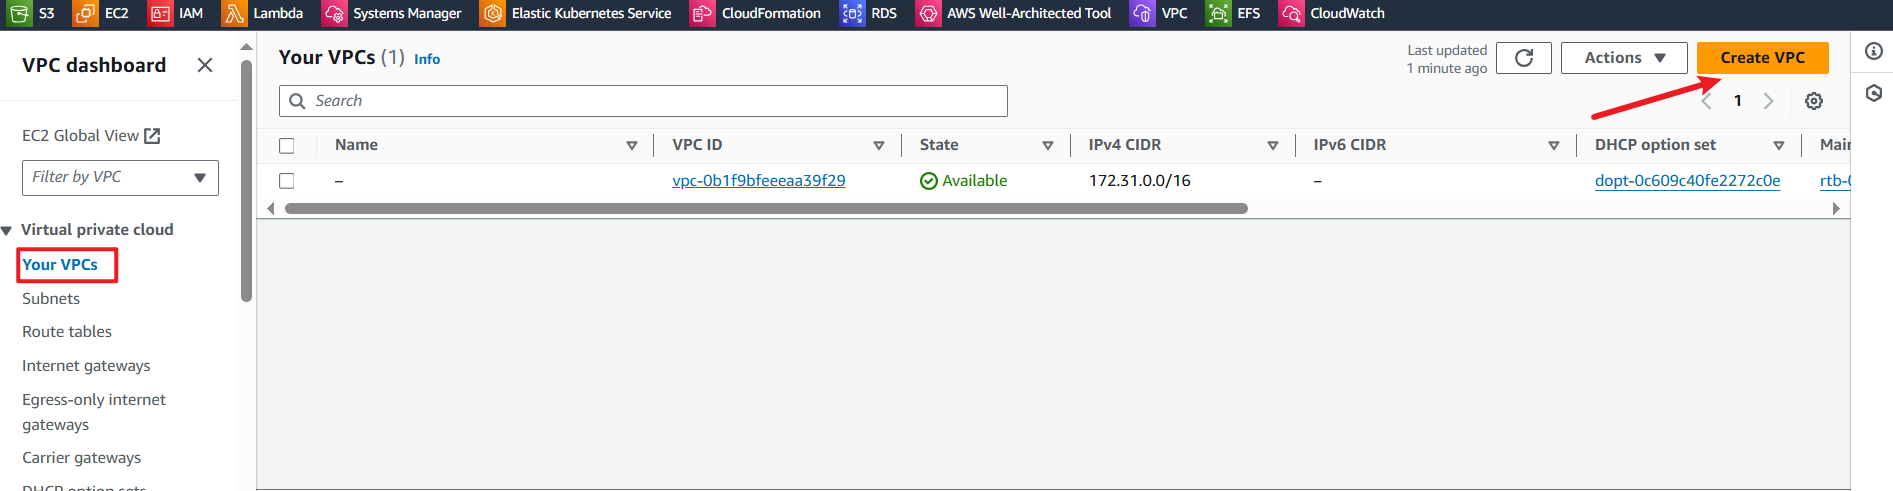 S3 EC2 IAM Lambda Systems Manager Elastic Kubernetes Service CloudFormation RDS AWS Well-Architected Tool VPC EFS CloudWatch
VPC dashboard
EC2 Global View
Filter by VPC
Virtual private cloud
Your VPCs
Subnets
Route tables
Internet gateways
Egress-only internet
gateways
Carrier gateways
DHCP option sets
Your VPCs (1) Info
Last updated
1 minute ago
Actions
Create VPC
Search
1
Name VPC ID State IPv4 CIDR IPv6 CIDR DHCP option set Main
– vpc-0b1f9bfeeeaa39f29 Available 172.31.0.0/16 – dopt-0c609c40fe2272c0e rtb-0